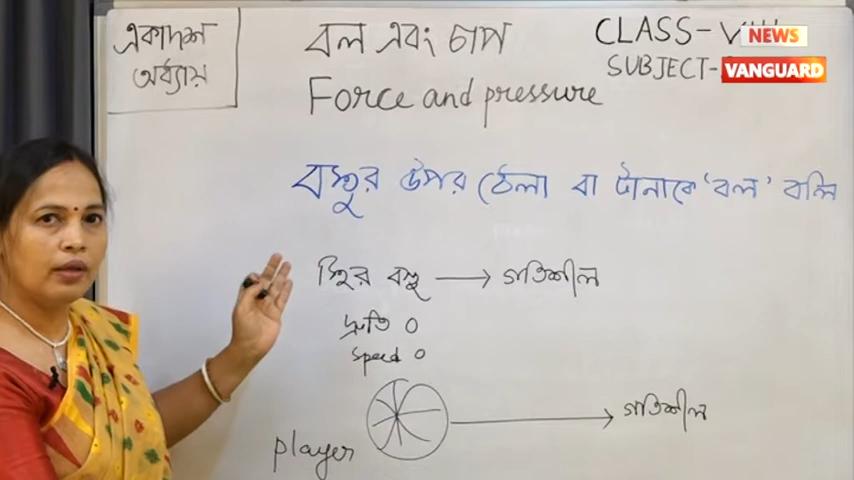 একাদশ
অধ্যায়
বল এবং চাপ
Force and pressure
CLASS-VIII
SUBJECT-
NEWS
VANGUARD
বস্তুর উপর ঠেলা বা টানাকে 'বল' বলি
স্থির বস্তু → গতিশীল
দ্রুতি 0
speed 0
player → গতিশীল